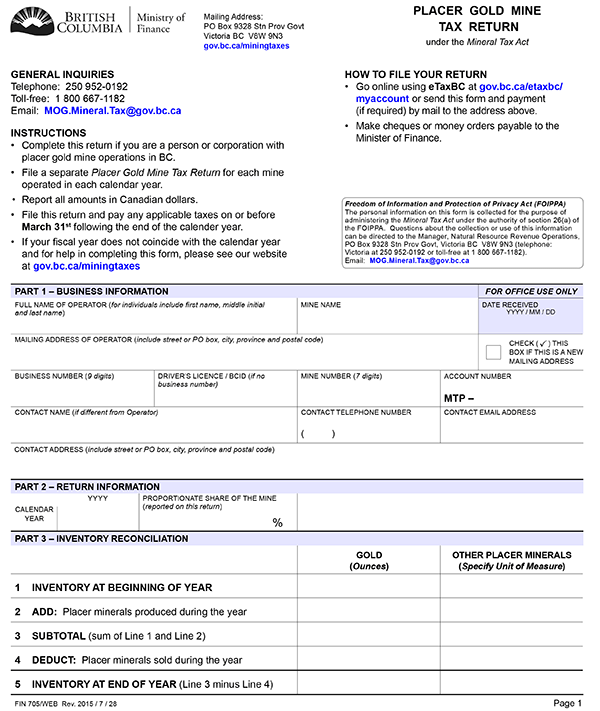 BRITISH
COLUMBIA
Ministry of
Finance
Mailing Address:
PO Box 9328 Stn Prov Govt
Victoria BC V8W 9N3
gov.bc.ca/miningtaxes
PLACER GOLD MINE
TAX RETURN
under the Mineral Tax Act
GENERAL INQUIRIES
Telephone: 250 952-0192
Toll-free: 1 800 667-1182
Email: MOG.Mineral.Tax@gov.bc.ca
INSTRUCTIONS
• Complete this return if you are a person or corporation with
placer gold mine operations in BC.
• File a separate Placer Gold Mine Tax Return for each mine
operated in each calendar year.
• Report all amounts in Canadian dollars.
• File this return and pay any applicable taxes on or before
March 31st following the end of the calender year.
• If your fiscal year does not coincide with the calendar year
and for help in completing this form, please see our website
at gov.bc.ca/miningtaxes
HOW TO FILE YOUR RETURN
• Go online using eTaxBC at gov.bc.ca/etaxbc/
myaccount or send this form and payment
(if required) by mail to the address above.
• Make cheques or money orders payable to the
Minister of Finance.
Freedom of Information and Protection of Privacy Act (FOIPPA)
The personal information on this form is collected for the purpose of
administering the Mineral Tax Act under the authority of section 26(a) of
the FOIPPA. Questions about the collection or use of this information
can be directed to the Manager, Natural Resource Revenue Operations,
PO Box 9328 Stn Prov Govt, Victoria BC V8W 9N3 (telephone:
Victoria at 250 952-0192 or toll-free at 1 800 667-1182).
Email: MOG.Mineral.Tax@gov.bc.ca
PART 1 – BUSINESS INFORMATION
FOR OFFICE USE ONLY
FULL NAME OF OPERATOR (for individuals include first name, middle initial
and last name)
MINE NAME
DATE RECEIVED
YYYY / MM / DD
MAILING ADDRESS OF OPERATOR (include street or PO box, city, province and postal code)
CHECK (✓) THIS
BOX IF THIS IS A NEW
MAILING ADDRESS
BUSINESS NUMBER (9 digits)
DRIVER'S LICENCE / BCID (if no
business number)
MINE NUMBER (7 digits)
ACCOUNT NUMBER
MTP –
CONTACT NAME (if different from Operator)
CONTACT TELEPHONE NUMBER
( )
CONTACT EMAIL ADDRESS
CONTACT ADDRESS (include street or PO box, city, province and postal code)
PART 2 – RETURN INFORMATION
CALENDAR
YEAR
YYYY
PROPORTIONATE SHARE OF THE MINE
(reported on this return)
%
PART 3 – INVENTORY RECONCILIATION
GOLD
(Ounces)
OTHER PLACER MINERALS
(Specify Unit of Measure)
1 INVENTORY AT BEGINNING OF YEAR
2 ADD: Placer minerals produced during the year
3 SUBTOTAL (sum of Line 1 and Line 2)
4 DEDUCT: Placer minerals sold during the year
5 INVENTORY AT END OF YEAR (Line 3 minus Line 4)
FIN 705/WEB Rev. 2015 / 7 / 28
Page 1